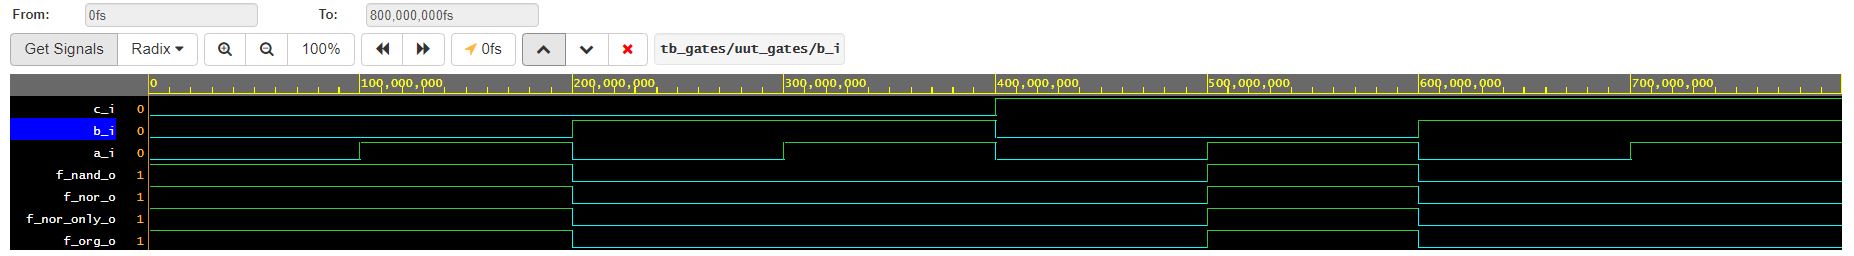 From: 0fs To: 800,000,000fs
Get Signals Radix 100% 0fs tb_gates/uut_gates/b_i
0 100,000,000 200,000,000 300,000,000 400,000,000 500,000,000 600,000,000 700,000,000
c_i 0
b_i 0
a_i 0
f_nand_o 1
f_nor_o 1
f_nor_only_o 1
f_org_o 1